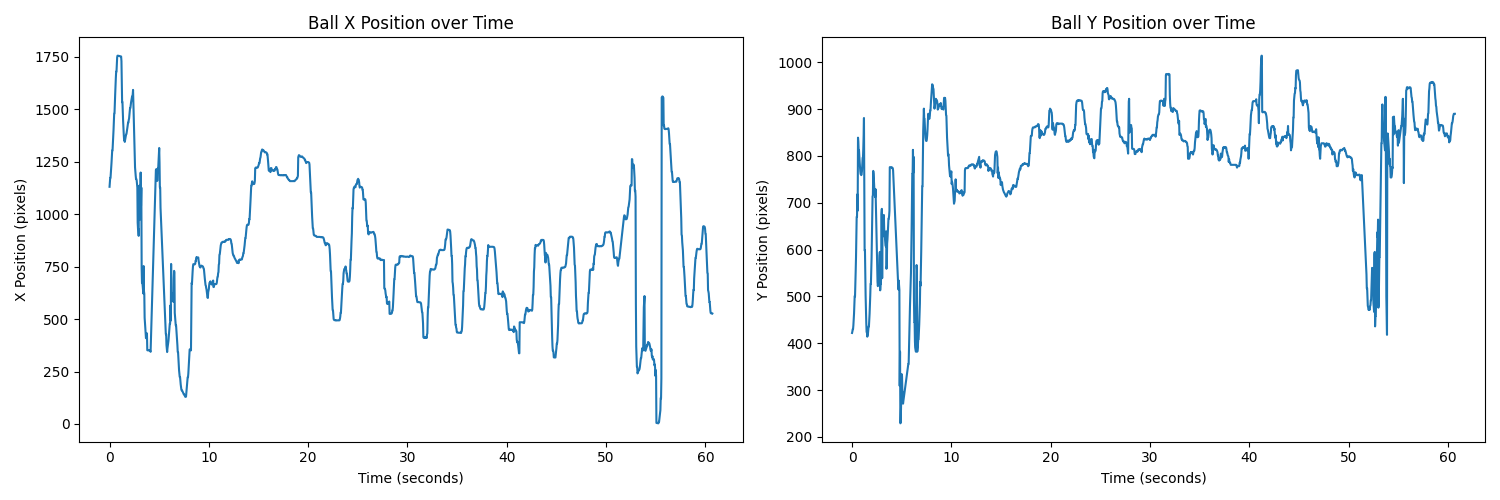 Ball X Position over Time
X Position (pixels)
1750
1500
1250
1000
750
500
250
0
0 10 20 30 40 50 60
Time (seconds)
Ball Y Position over Time
Y Position (pixels)
1000
900
800
700
600
500
400
300
200
0 10 20 30 40 50 60
Time (seconds)